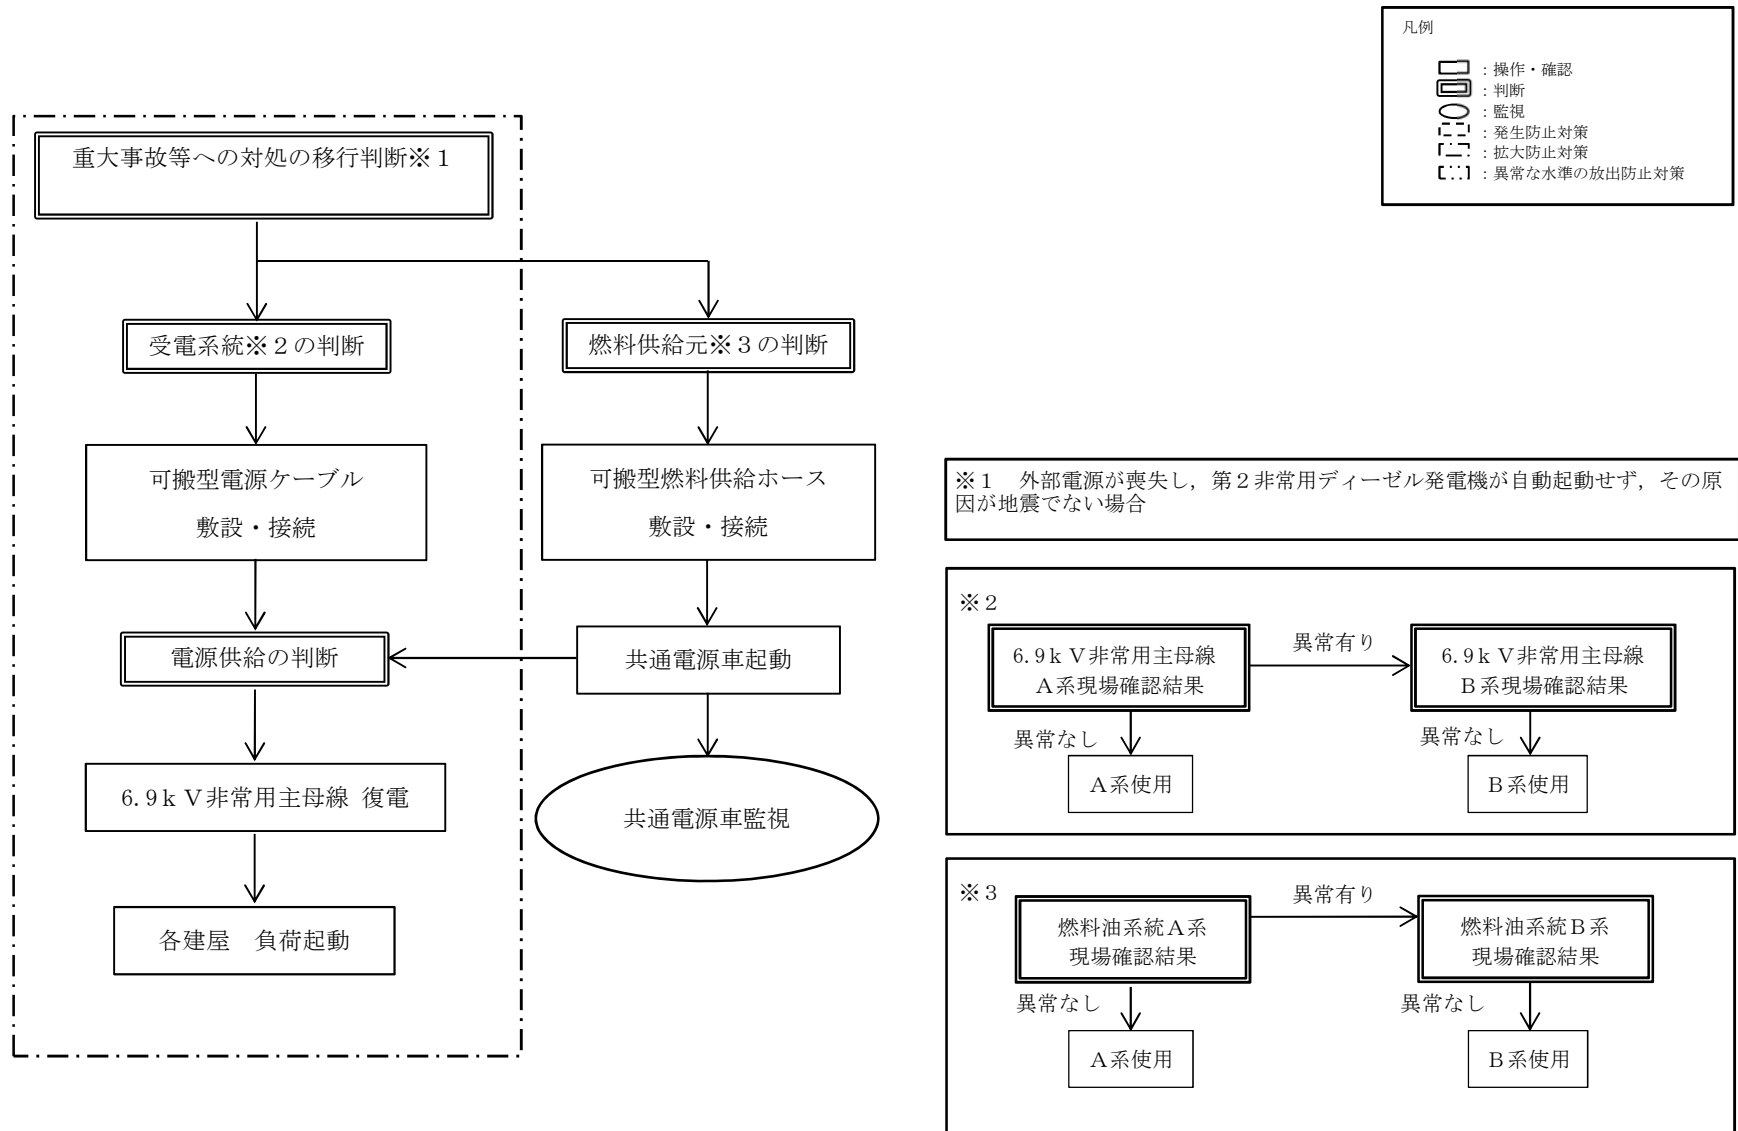 凡例
：操作・確認
：判断
：監視
：発生防止対策
：拡大防止対策
：異常な水準の放出防止対策
重大事故等への対処の移行判断※１
受電系統※２の判断
燃料供給元※３の判断
可搬型電源ケーブル
敷設・接続
可搬型燃料供給ホース
敷設・接続
電源供給の判断
共通電源車起動
6.9ｋＶ非常用主母線 復電
共通電源車監視
各建屋　負荷起動
※１　外部電源が喪失し，第２非常用ディーゼル発電機が自動起動せず，その原
因が地震でない場合
※２
6.9ｋＶ非常用主母線
Ａ系現場確認結果
異常有り
6.9ｋＶ非常用主母線
Ｂ系現場確認結果
異常なし
異常なし
Ａ系使用
Ｂ系使用
※３
燃料油系統Ａ系
現場確認結果
異常有り
燃料油系統Ｂ系
現場確認結果
異常なし
異常なし
Ａ系使用
Ｂ系使用